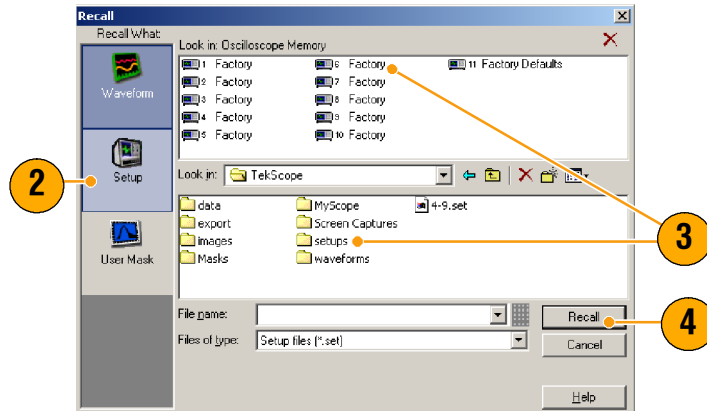 Recall
Recall What:
Waveform
Setup
User Mask
Look in: Oscilloscope Memory
1 Factory
2 Factory
3 Factory
4 Factory
5 Factory
6 Factory
7 Factory
8 Factory
9 Factory
10 Factory
11 Factory Defaults
Look in: TekScope
data
export
images
Masks
MyScope
Screen Captures
setups
waveforms
4-9.set
File name:
Files of type: Setup files (*.set)
Recall
Cancel
Help
2
3
4